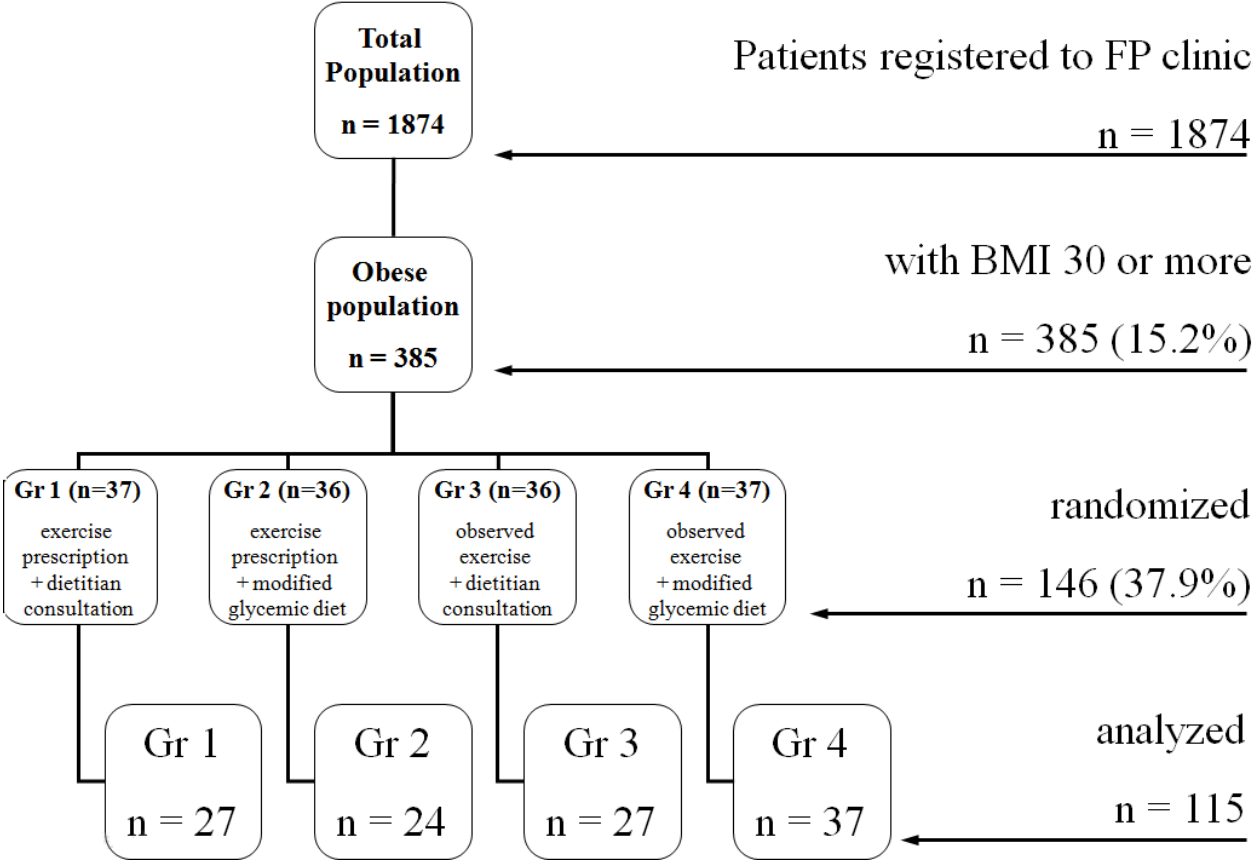 Total
Population
n = 1874
Patients registered to FP clinic
n = 1874
Obese
population
n = 385
with BMI 30 or more
n = 385 (15.2%)
Gr 1 (n=37)
exercise
prescription
+ dietitian
consultation
Gr 2 (n=36)
exercise
prescription
+ modified
glycemic diet
Gr 3 (n=36)
observed
exercise
+ dietitian
consultation
Gr 4 (n=37)
observed
exercise
+ modified
glycemic diet
randomized
n = 146 (37.9%)
Gr 1
n = 27
Gr 2
n = 24
Gr 3
n = 27
Gr 4
n = 37
analyzed
n = 115